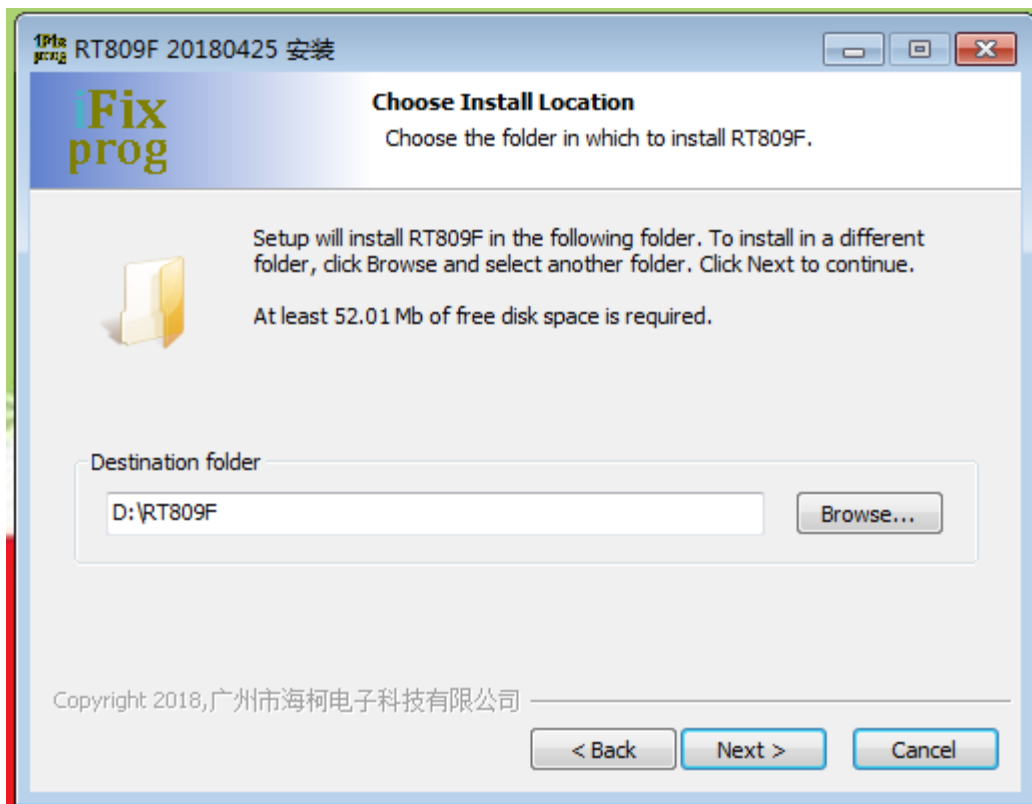 RT809F 20180425 安装
iFix
prog
Choose Install Location
Choose the folder in which to install RT809F.
Setup will install RT809F in the following folder. To install in a different
folder, click Browse and select another folder. Click Next to continue.
At least 52.01 Mb of free disk space is required.
Destination folder
D:\RT809F
Browse...
Copyright 2018,广州市海柯电子科技有限公司
< Back
Next >
Cancel